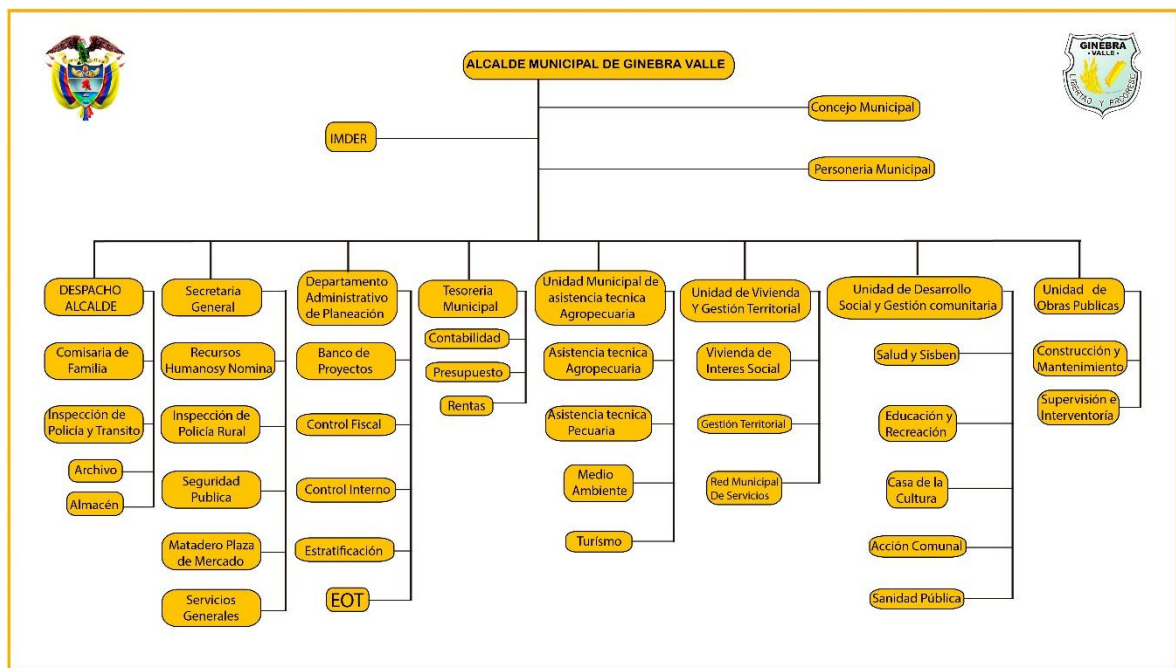 ALCALDE MUNICIPAL DE GINEBRA VALLE
GINEBRA
· VALLE ·
LIBERTAD Y PROGRESO
Concejo Municipal
IMDER
Personeria Municipal
DESPACHO
ALCALDE
Comisaria de
Familia
Inspección de
Policía y Transito
Archivo
Almacén
Secretaria
General
Recursos
Humanosy Nomina
Inspección de
Policía Rural
Seguridad
Publica
Matadero Plaza
de Mercado
Servicios
Generales
Departamento
Administrativo
de Planeación
Banco de
Proyectos
Control Fiscal
Control Interno
Estratificación
EOT
Tesoreria
Municipal
Contabilidad
Presupuesto
Rentas
Unidad Municipal de
asistencia tecnica
Agropecuaria
Asistencia tecnica
Agropecuaria
Asistencia tecnica
Pecuaria
Medio
Ambiente
Turísmo
Unidad de Vivienda
Y Gestión Territorial
Vivienda de
Interes Social
Gestión Territorial
Red Municipal
De Servicios
Unidad de Desarrollo
Social y Gestión comunitaria
Salud y Sisben
Educación y
Recreación
Casa de la
Cultura
Acción Comunal
Sanidad Pública
Unidad de
Obras Publicas
Construcción y
Mantenimiento
Supervisión e
Interventoría